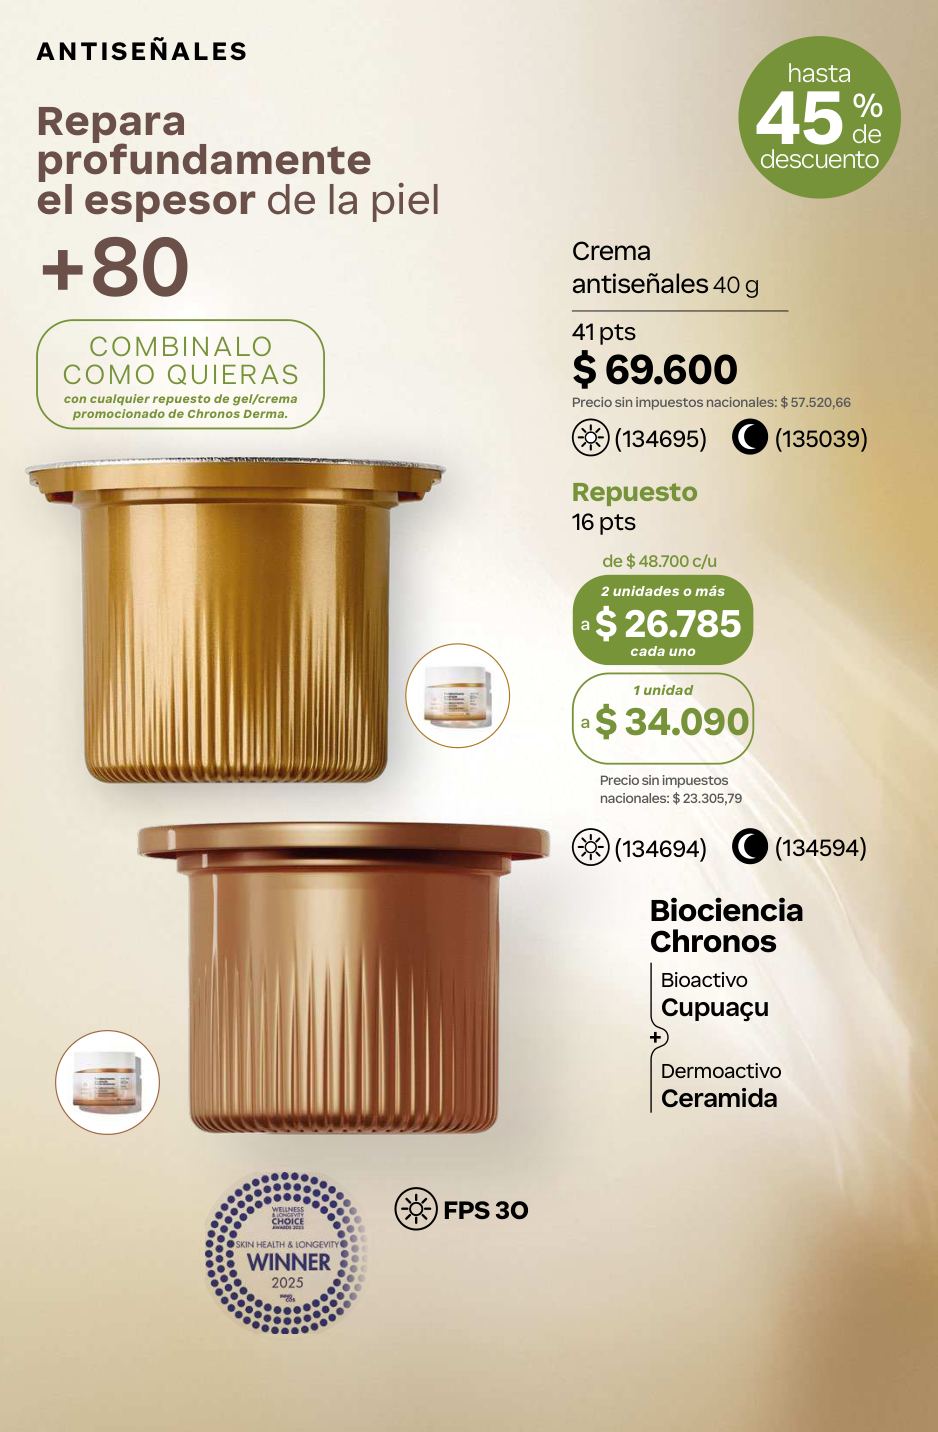 ANTISEÑALES
hasta
45 %
de
descuento
Repara
profundamente
el espesor de la piel
+80
COMBINALO
COMO QUIERAS
con cualquier repuesto de gel/crema
promocionado de Chronos Derma.
Crema
antiseñales 40 g
41 pts
$ 69.600
Precio sin impuestos nacionales: $ 57.520,66
(134695) (135039)
Repuesto
16 pts
de $ 48.700 c/u
2 unidades o más
a $ 26.785
cada uno
1 unidad
a $ 34.090
Precio sin impuestos
nacionales: $ 23.305,79
(134694) (134594)
Biociencia
Chronos
Bioactivo
Cupuaçu
+
Dermoactivo
Ceramida
FPS 30
WELLNESS
& LONGEVITY
CHOICE
AWARDS 2025
SKIN HEALTH & LONGEVITY
WINNER
2025